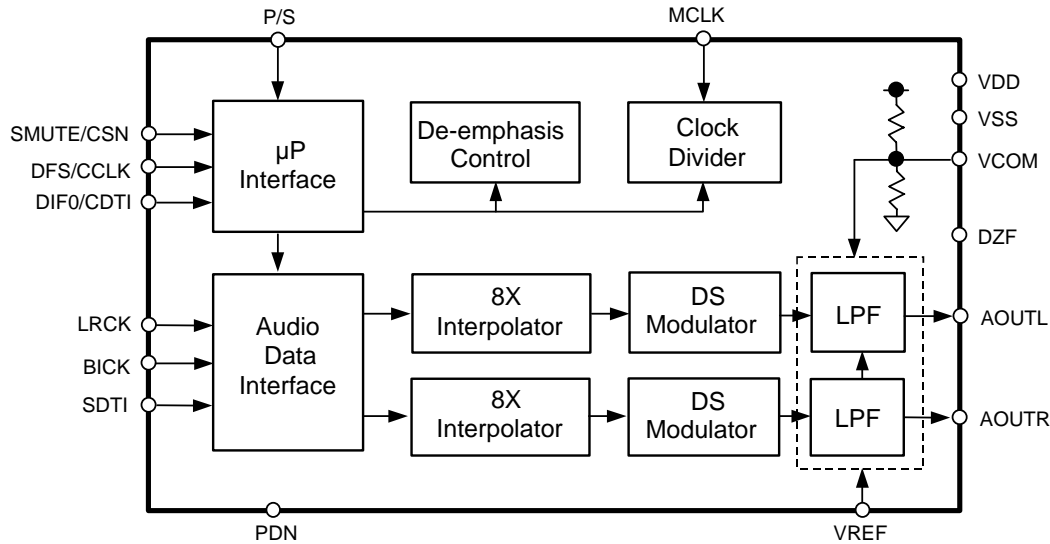 P/S
MCLK
SMUTE/CSN
DFS/CCLK
DIF0/CDTI
µP
Interface
De-emphasis
Control
Clock
Divider
VDD
VSS
VCOM
DZF
LRCK
BICK
SDTI
Audio
Data
Interface
8X
Interpolator
DS
Modulator
LPF
AOUTL
8X
Interpolator
DS
Modulator
LPF
AOUTR
PDN
VREF